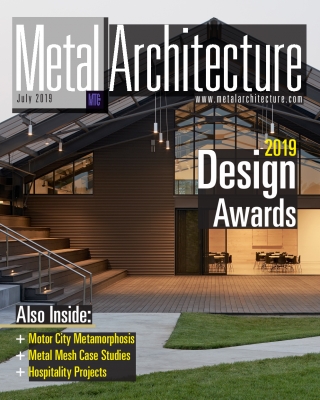 Metal Architecture
July 2019
MTG
www.metalarchitecture.com
2019
Design
Awards
Also Inside:
+ Motor City Metamorphosis
+ Metal Mesh Case Studies
+ Hospitality Projects